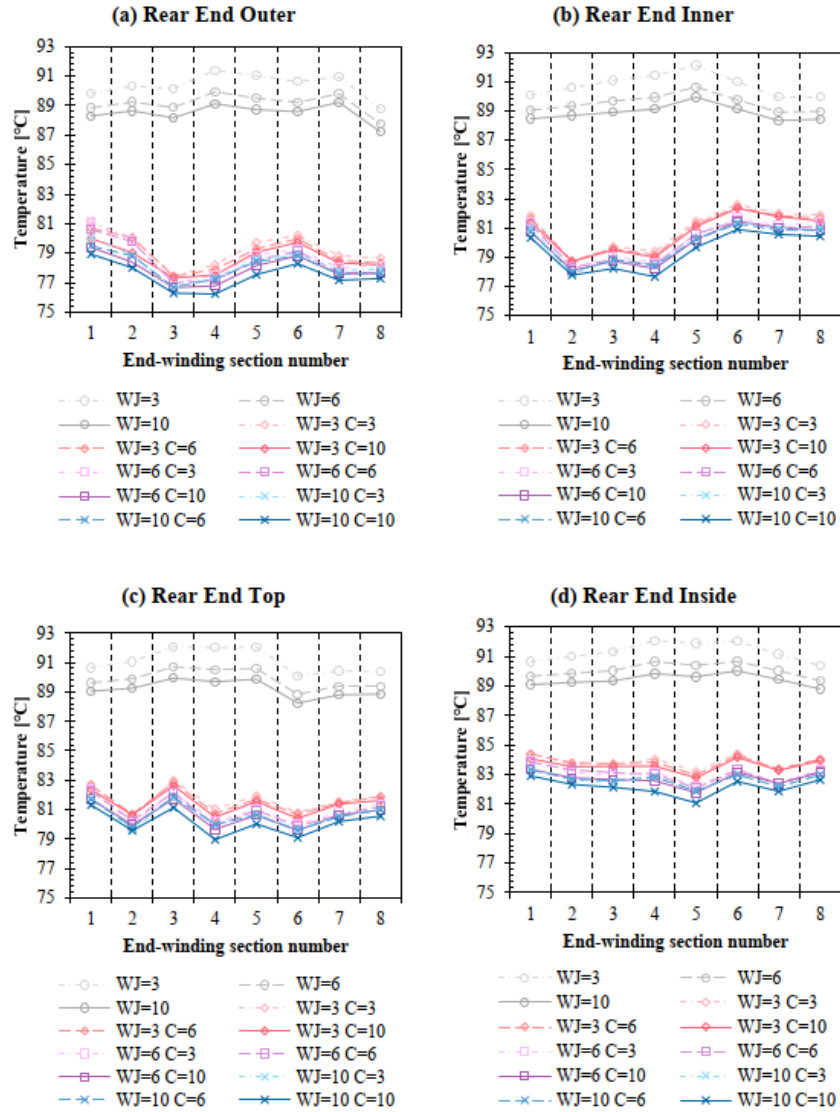 (a) Rear End Outer
93
91
89
87
85
83
81
79
77
75
Temperature [°C]
1 2 3 4 5 6 7 8
End-winding section number
WJ=3 WJ=6
WJ=10 WJ=3 C=3
WJ=3 C=6 WJ=3 C=10
WJ=6 C=3 WJ=6 C=6
WJ=6 C=10 WJ=10 C=3
WJ=10 C=6 WJ=10 C=10
(b) Rear End Inner
93
91
89
87
85
83
81
79
77
75
Temperature [°C]
1 2 3 4 5 6 7 8
End-winding section number
WJ=3 WJ=6
WJ=10 WJ=3 C=3
WJ=3 C=6 WJ=3 C=10
WJ=6 C=3 WJ=6 C=6
WJ=6 C=10 WJ=10 C=3
WJ=10 C=6 WJ=10 C=10
(c) Rear End Top
93
91
89
87
85
83
81
79
77
75
Temperature [°C]
1 2 3 4 5 6 7 8
End-winding section number
WJ=3 WJ=6
WJ=10 WJ=3 C=3
WJ=3 C=6 WJ=3 C=10
WJ=6 C=3 WJ=6 C=6
WJ=6 C=10 WJ=10 C=3
WJ=10 C=6 WJ=10 C=10
(d) Rear End Inside
93
91
89
87
85
83
81
79
77
75
Temperature [°C]
1 2 3 4 5 6 7 8
End-winding section number
WJ=3 WJ=6
WJ=10 WJ=3 C=3
WJ=3 C=6 WJ=3 C=10
WJ=6 C=3 WJ=6 C=6
WJ=6 C=10 WJ=10 C=3
WJ=10 C=6 WJ=10 C=10